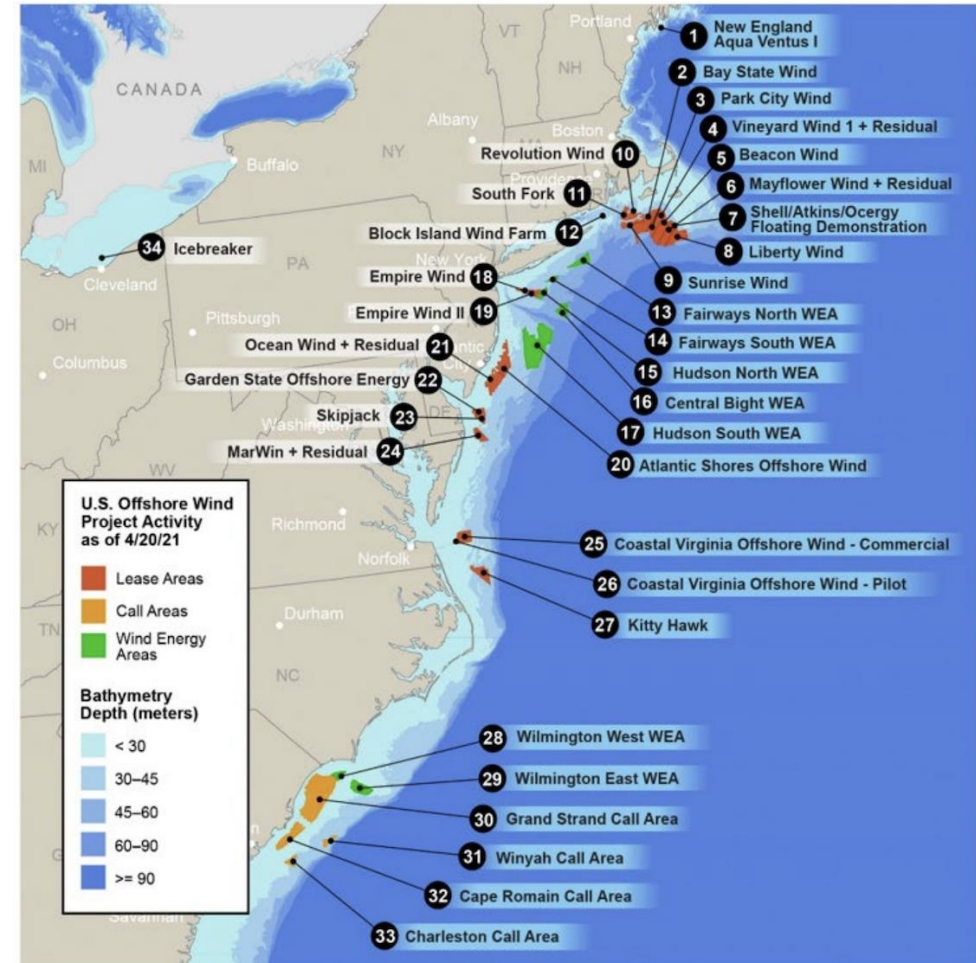 Portland
1
New England
Aqua Ventus I
VT
NH
2
Bay State Wind
CANADA
3
Park City Wind
Albany
Boston
4
Vineyard Wind 1 + Residual
NY
MA
Revolution Wind
10
5
Beacon Wind
MI
Buffalo
Providence
6
Mayflower Wind + Residual
South Fork
11
7
Shell/Atkins/Ocergy
Floating Demonstration
Block Island Wind Farm
12
8
Liberty Wind
34
Icebreaker
PA
New York
Cleveland
Empire Wind
18
9
Sunrise Wind
Empire Wind II
19
13
Fairways North WEA
OH
Pittsburgh
Ocean Wind + Residual
21
14
Fairways South WEA
Columbus
Garden State Offshore Energy
22
15
Hudson North WEA
Skipjack
23
DE
16
Central Bight WEA
Washington
17
Hudson South WEA
MarWin + Residual
24
20
Atlantic Shores Offshore Wind
WV
U.S. Offshore Wind
Project Activity
as of 4/20/21
Lease Areas
Call Areas
Wind Energy
Areas
Bathymetry
Depth (meters)
< 30
30–45
45–60
60–90
>= 90
KY
Richmond
Norfolk
25
Coastal Virginia Offshore Wind - Commercial
26
Coastal Virginia Offshore Wind - Pilot
TN
Durham
27
Kitty Hawk
NC
28
Wilmington West WEA
29
Wilmington East WEA
30
Grand Strand Call Area
31
Winyah Call Area
32
Cape Romain Call Area
Savannah
33
Charleston Call Area